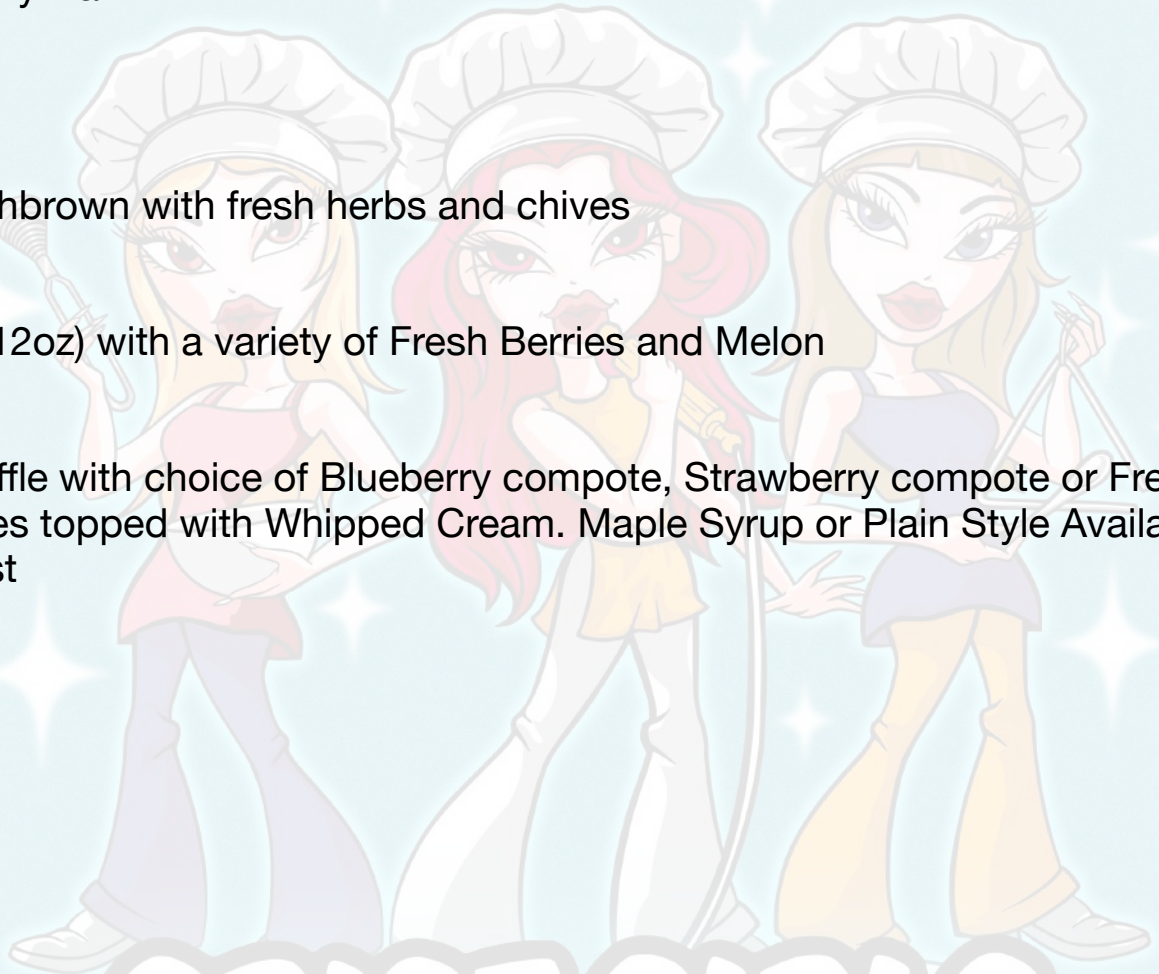 hbrown with fresh herbs and chives
12oz) with a variety of Fresh Berries and Melon
ffle with choice of Blueberry compote, Strawberry compote or Fre
es topped with Whipped Cream. Maple Syrup or Plain Style Availa
st